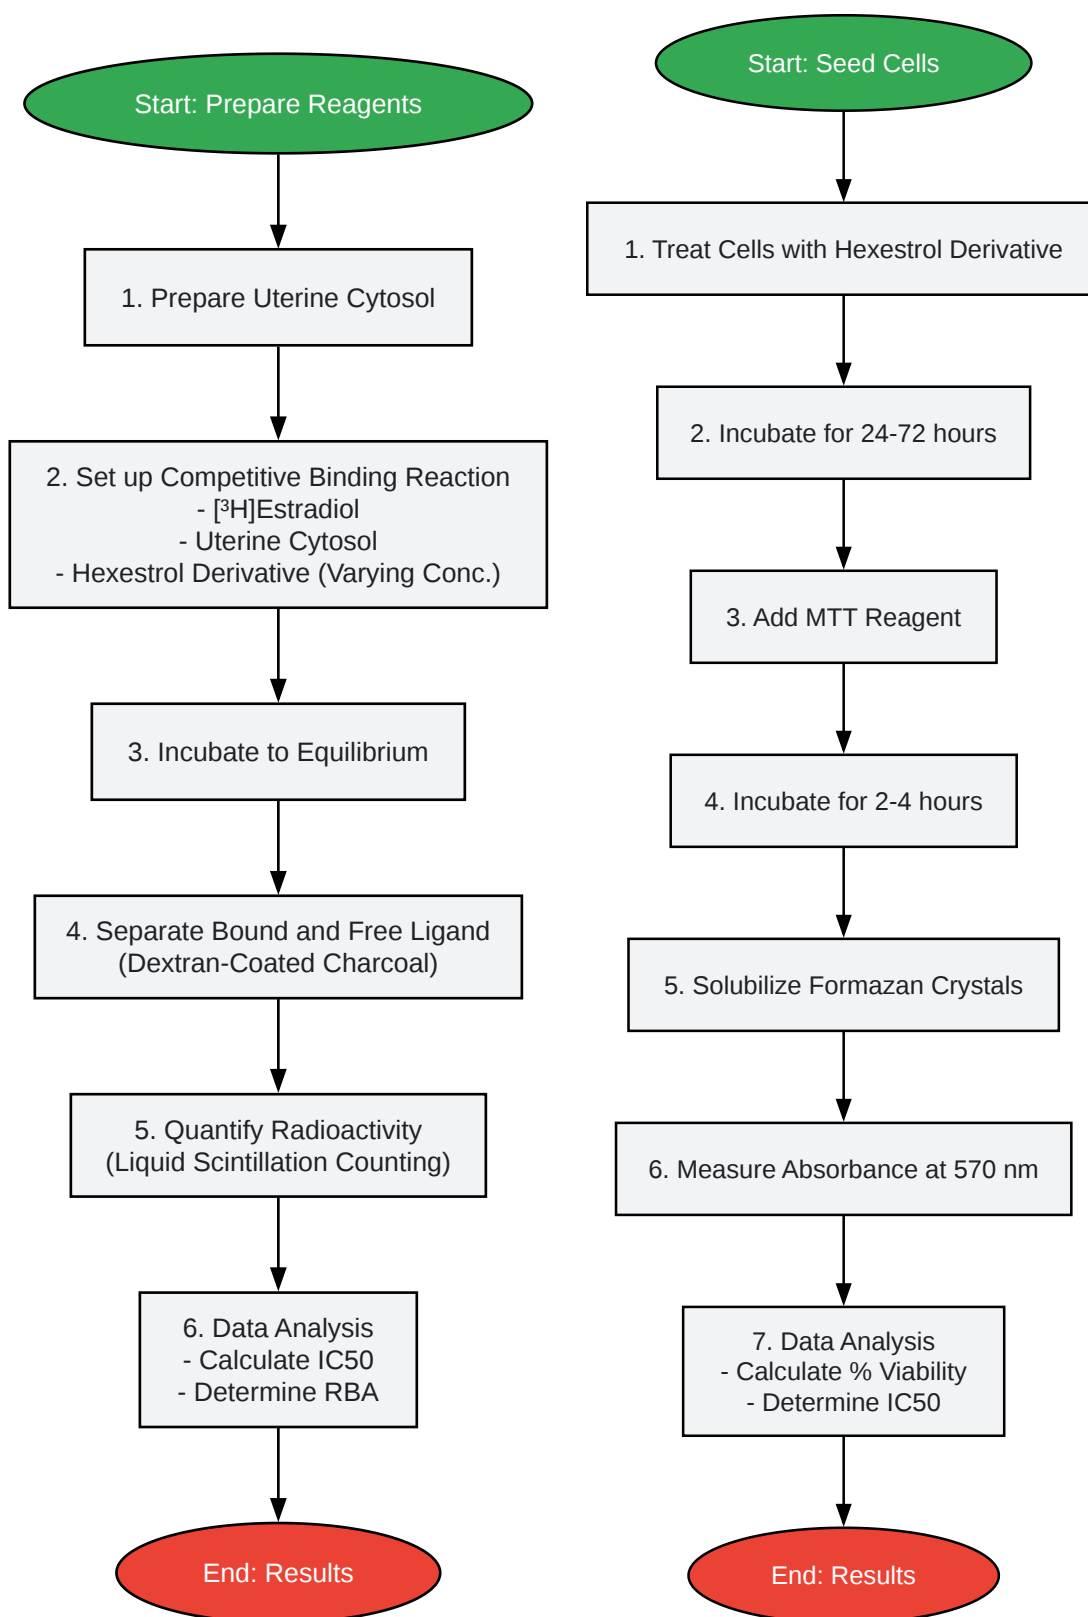 Start: Prepare Reagents
1. Prepare Uterine Cytosol
2. Set up Competitive Binding Reaction
- [³H]Estradiol
- Uterine Cytosol
- Hexestrol Derivative (Varying Conc.)
3. Incubate to Equilibrium
4. Separate Bound and Free Ligand
(Dextran-Coated Charcoal)
5. Quantify Radioactivity
(Liquid Scintillation Counting)
6. Data Analysis
- Calculate IC50
- Determine RBA
End: Results
Start: Seed Cells
1. Treat Cells with Hexestrol Derivative
2. Incubate for 24-72 hours
3. Add MTT Reagent
4. Incubate for 2-4 hours
5. Solubilize Formazan Crystals
6. Measure Absorbance at 570 nm
7. Data Analysis
- Calculate % Viability
- Determine IC50
End: Results